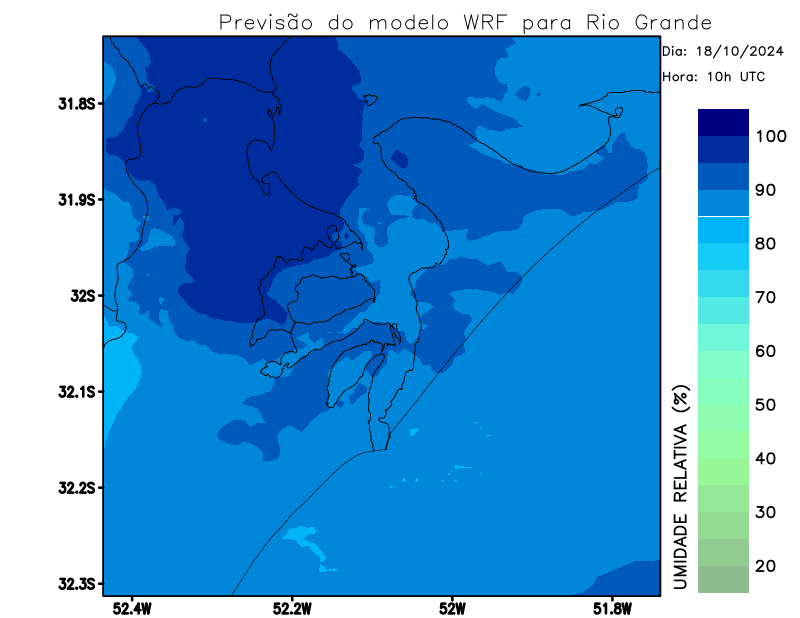 Previsão do modelo WRF para Rio Grande
Dia: 18/10/2024
Hora: 10h UTC
31.8S
31.9S
32S
32.1S
32.2S
32.3S
52.4W
52.2W
52W
51.8W
UMIDADE RELATIVA (%)
100
90
80
70
60
50
40
30
20